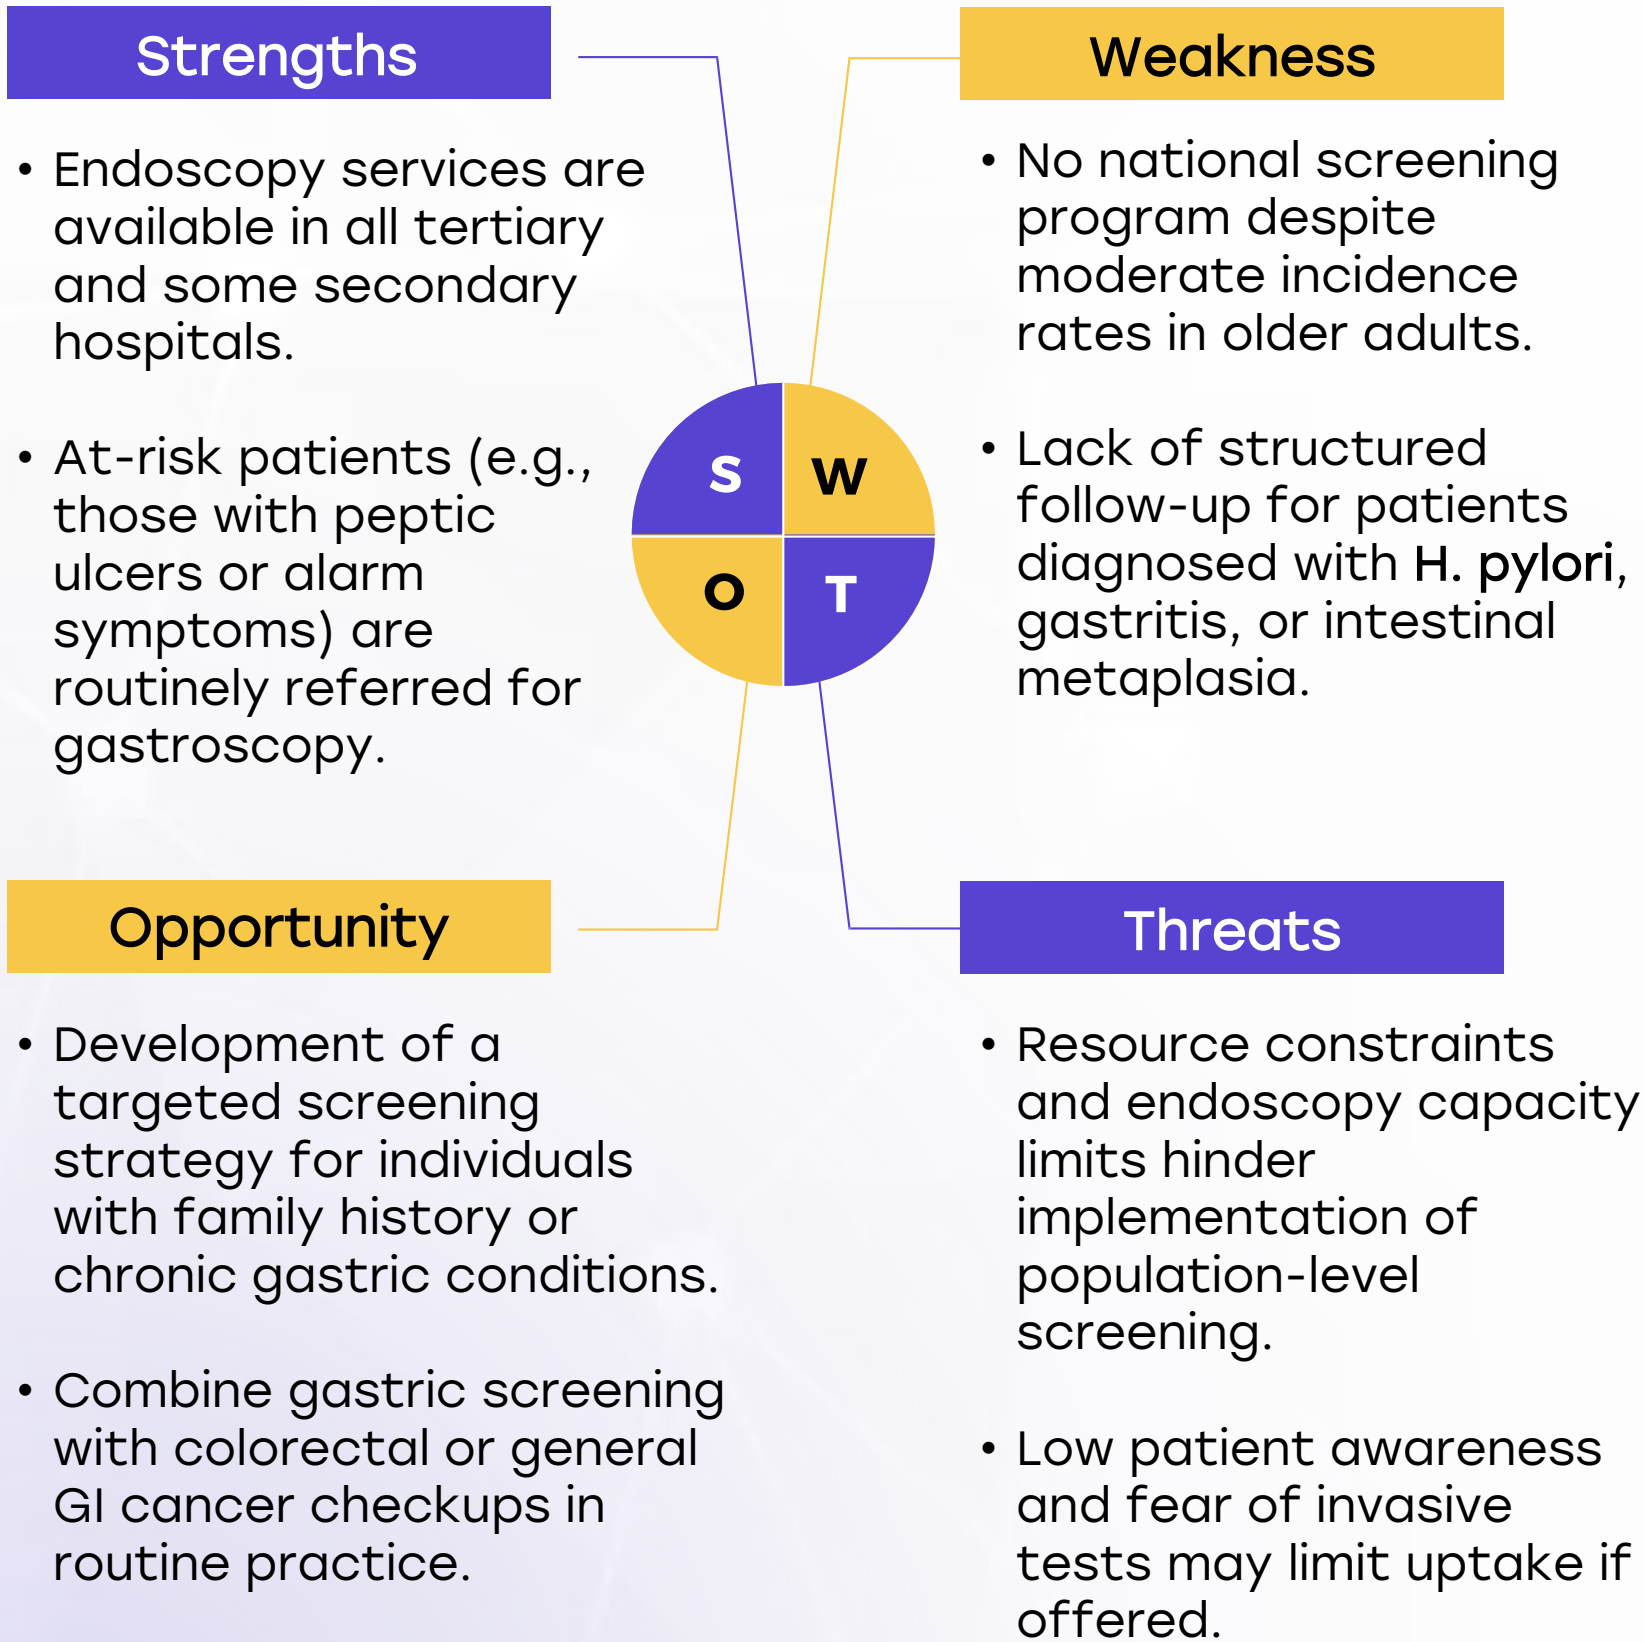 Strengths
• Endoscopy services are
available in all tertiary
and some secondary
hospitals.
• At-risk patients (e.g.,
those with peptic
ulcers or alarm
symptoms) are
routinely referred for
gastroscopy.
Weakness
• No national screening
program despite
moderate incidence
rates in older adults.
• Lack of structured
follow-up for patients
diagnosed with H. pylori,
gastritis, or intestinal
metaplasia.
S
W
O
T
Opportunity
• Development of a
targeted screening
strategy for individuals
with family history or
chronic gastric conditions.
• Combine gastric screening
with colorectal or general
GI cancer checkups in
routine practice.
Threats
• Resource constraints
and endoscopy capacity
limits hinder
implementation of
population-level
screening.
• Low patient awareness
and fear of invasive
tests may limit uptake if
offered.